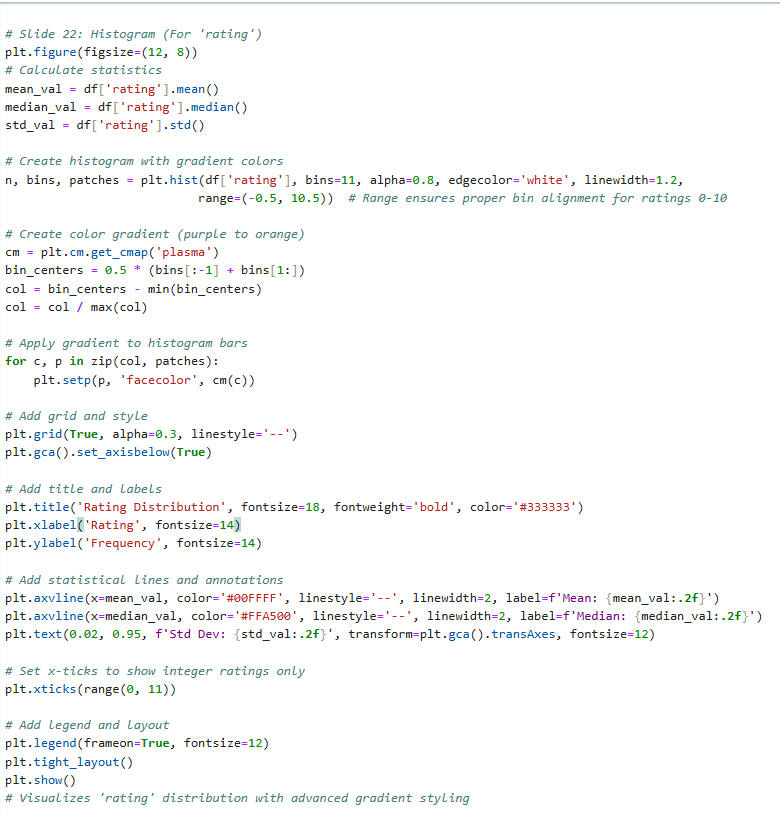 # Slide 22: Histogram (For 'rating')
plt.figure(figsize=(12, 8))
# Calculate statistics
mean_val = df['rating'].mean()
median_val = df['rating'].median()
std_val = df['rating'].std()
# Create histogram with gradient colors
n, bins, patches = plt.hist(df['rating'], bins=11, alpha=0.8, edgecolor='white', linewidth=1.2,
                           range=(-0.5, 10.5))  # Range ensures proper bin alignment for ratings 0-10
# Create color gradient (purple to orange)
cm = plt.cm.get_cmap('plasma')
bin_centers = 0.5 * (bins[:-1] + bins[1:])
col = bin_centers - min(bin_centers)
col = col / max(col)
# Apply gradient to histogram bars
for c, p in zip(col, patches):
    plt.setp(p, 'facecolor', cm(c))
# Add grid and style
plt.grid(True, alpha=0.3, linestyle='--')
plt.gca().set_axisbelow(True)
# Add title and labels
plt.title('Rating Distribution', fontsize=18, fontweight='bold', color='#333333')
plt.xlabel('Rating', fontsize=14)
plt.ylabel('Frequency', fontsize=14)
# Add statistical lines and annotations
plt.axvline(x=mean_val, color='#00FFFF', linestyle='--', linewidth=2, label=f'Mean: {mean_val:.2f}')
plt.axvline(x=median_val, color='#FFA500', linestyle='--', linewidth=2, label=f'Median: {median_val:.2f}')
plt.text(0.02, 0.95, f'Std Dev: {std_val:.2f}', transform=plt.gca().transAxes, fontsize=12)
# Set x-ticks to show integer ratings only
plt.xticks(range(0, 11))
# Add legend and layout
plt.legend(frameon=True, fontsize=12)
plt.tight_layout()
plt.show()
# Visualizes 'rating' distribution with advanced gradient styling